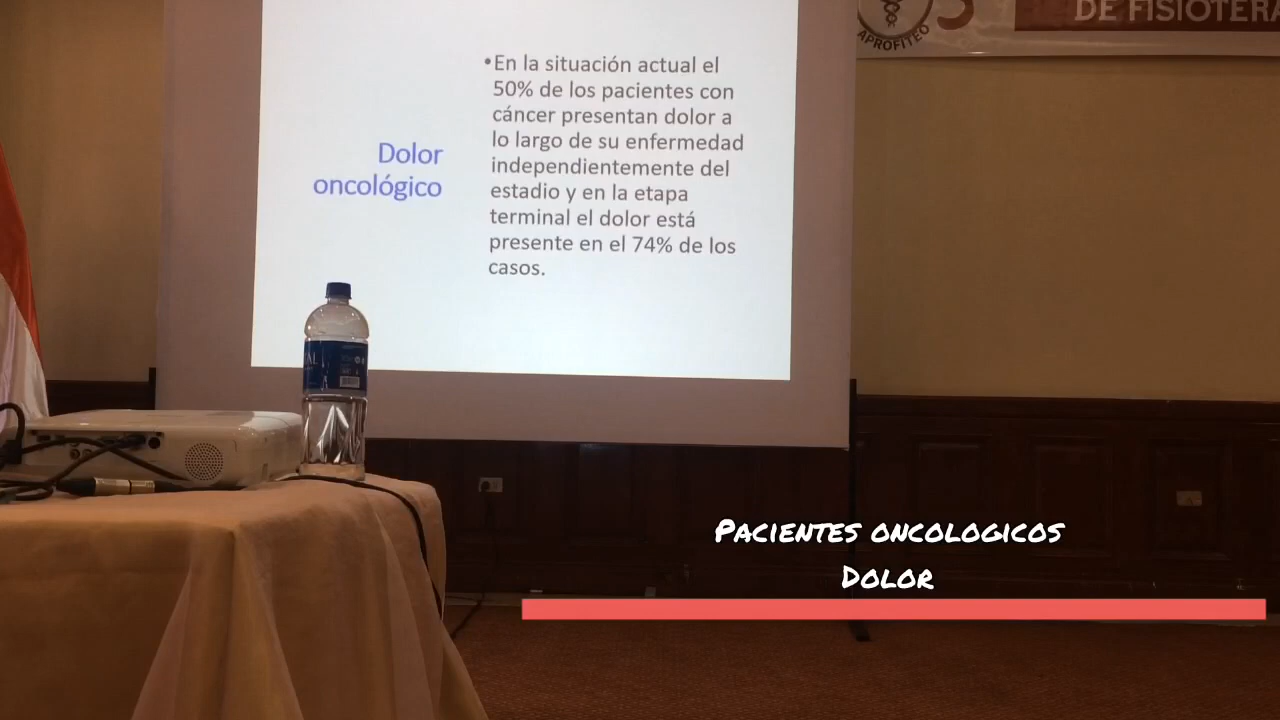 DE FISIOTERA
APROFITEO
•En la situación actual el
50% de los pacientes con
cáncer presentan dolor a
lo largo de su enfermedad
independientemente del
estadio y en la etapa
terminal el dolor está
presente en el 74% de los
casos.
Dolor
oncológico
Pacientes oncologicos
Dolor